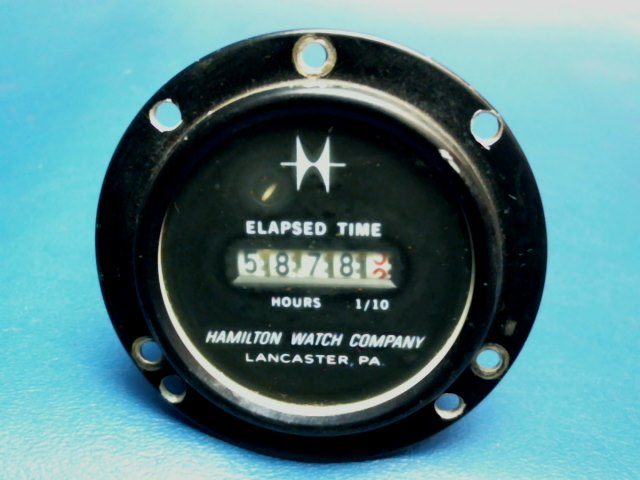 ELAPSED TIME
5878
HOURS 1/10
HAMILTON WATCH COMPANY
LANCASTER, PA.